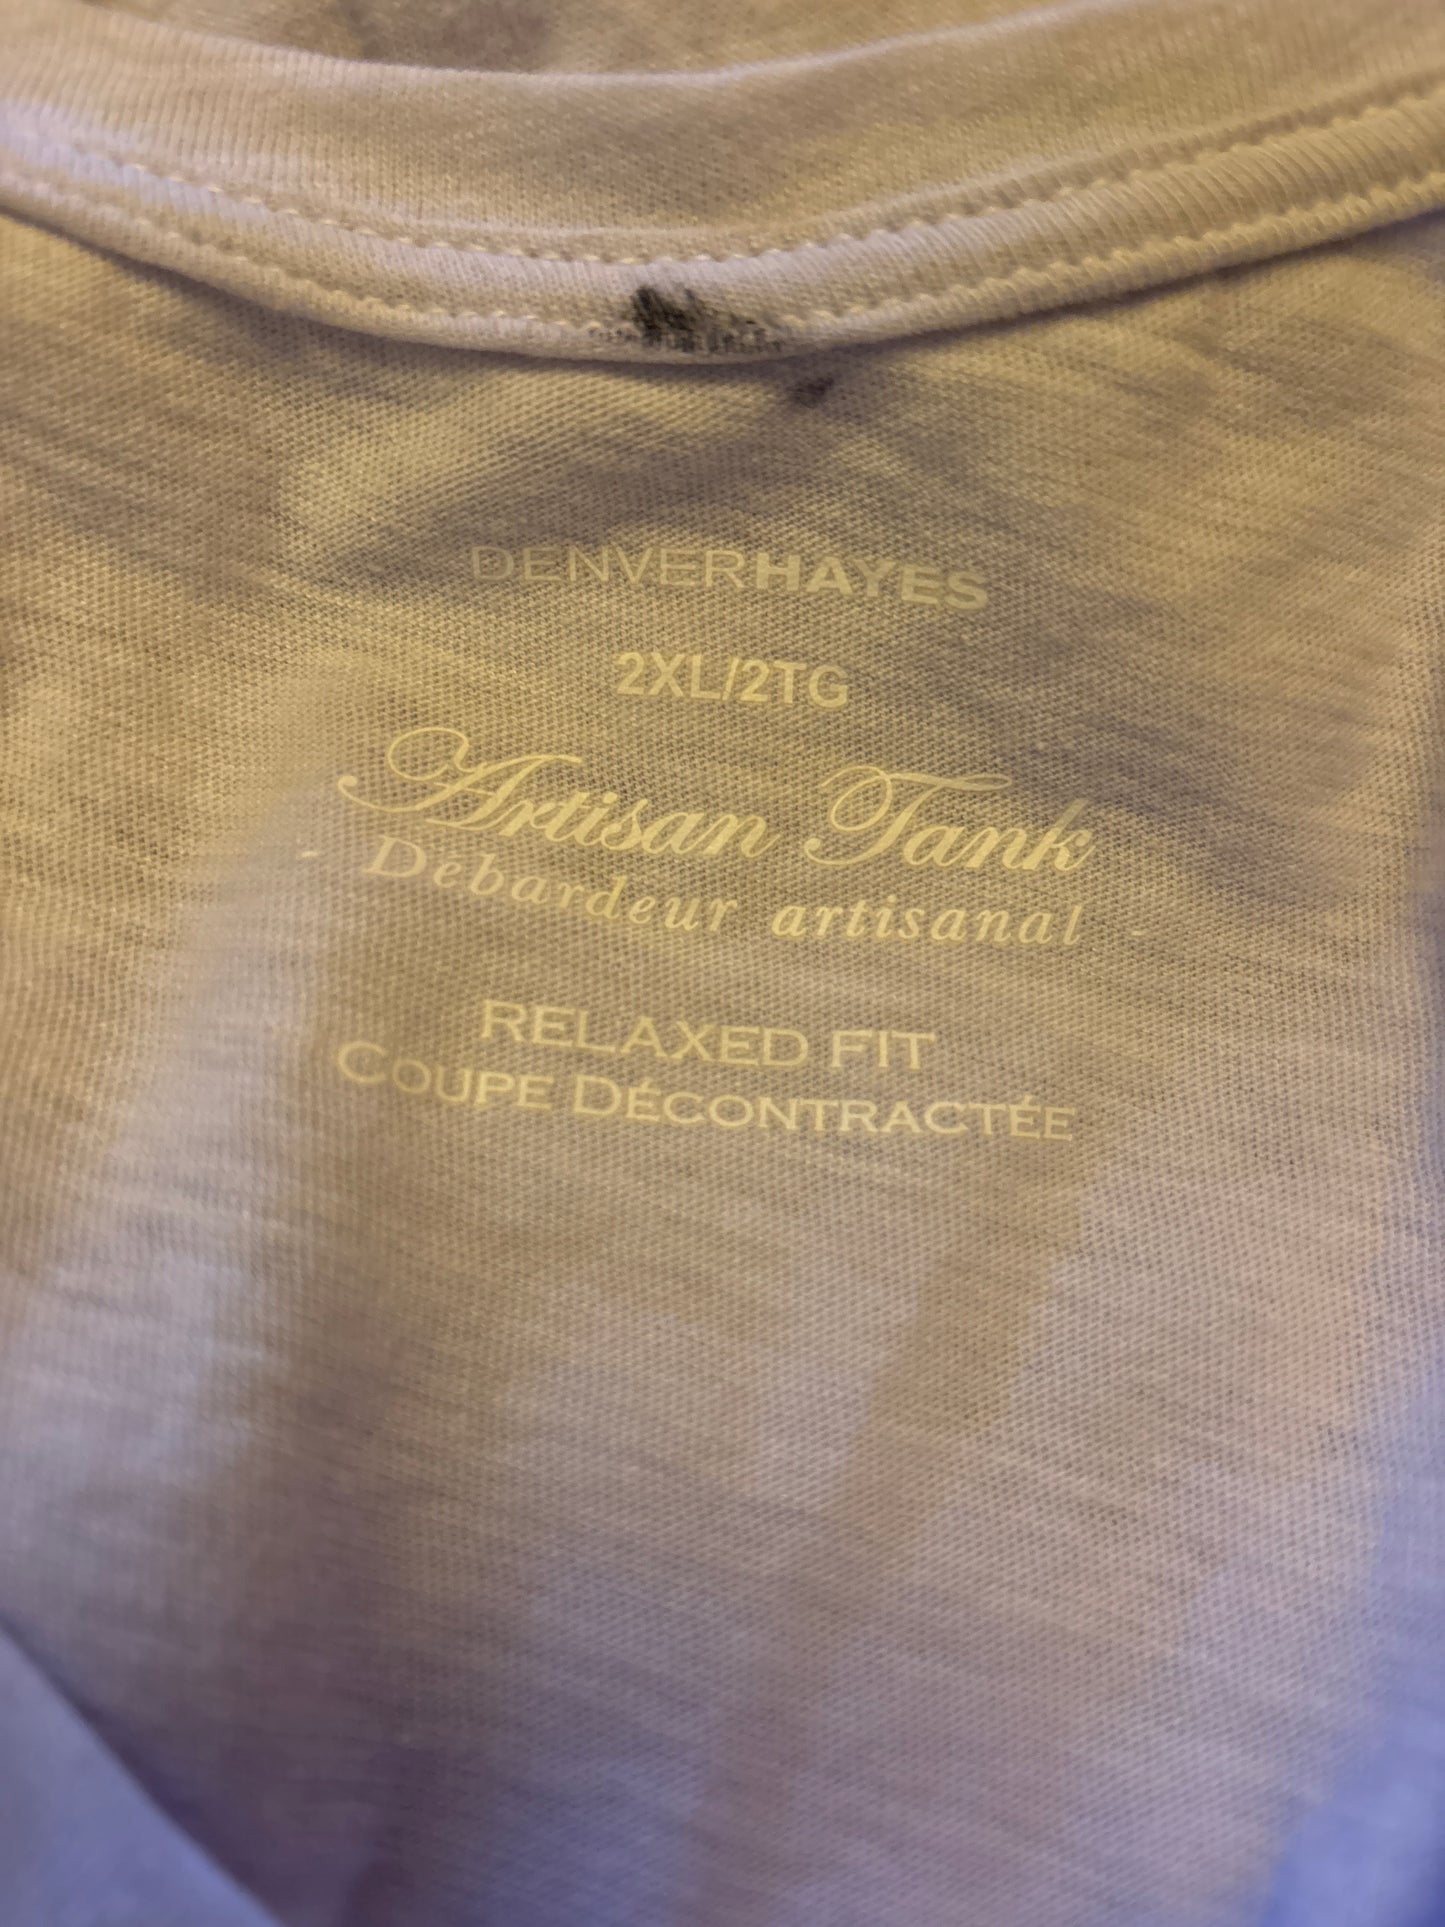 DENVERHAYES
2XL/2TG
Artisan Tank
- Débardeur artisanal -
RELAXED FIT
COUPE DÉCONTRACTÉE